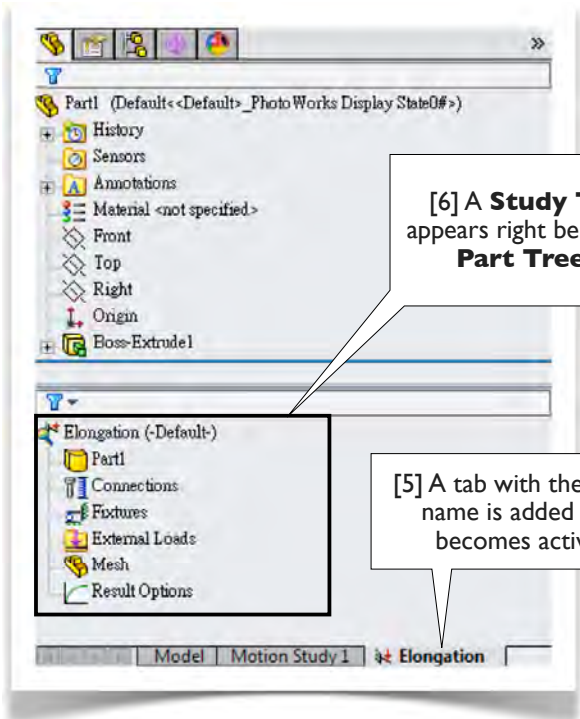 »
Part1 (Default<<Default>_PhotoWorks Display State0#>)
History
Sensors
A Annotations
Material <not specified>
Front
Top
Right
Origin
Boss-Extrude1
[6] A Study
appears right
Part Tree
Elongation (-Default-)
Part1
Connections
Fixtures
External Loads
Mesh
Result Options
[5] A tab with the
name is added
becomes
Model Motion Study 1 Elongation